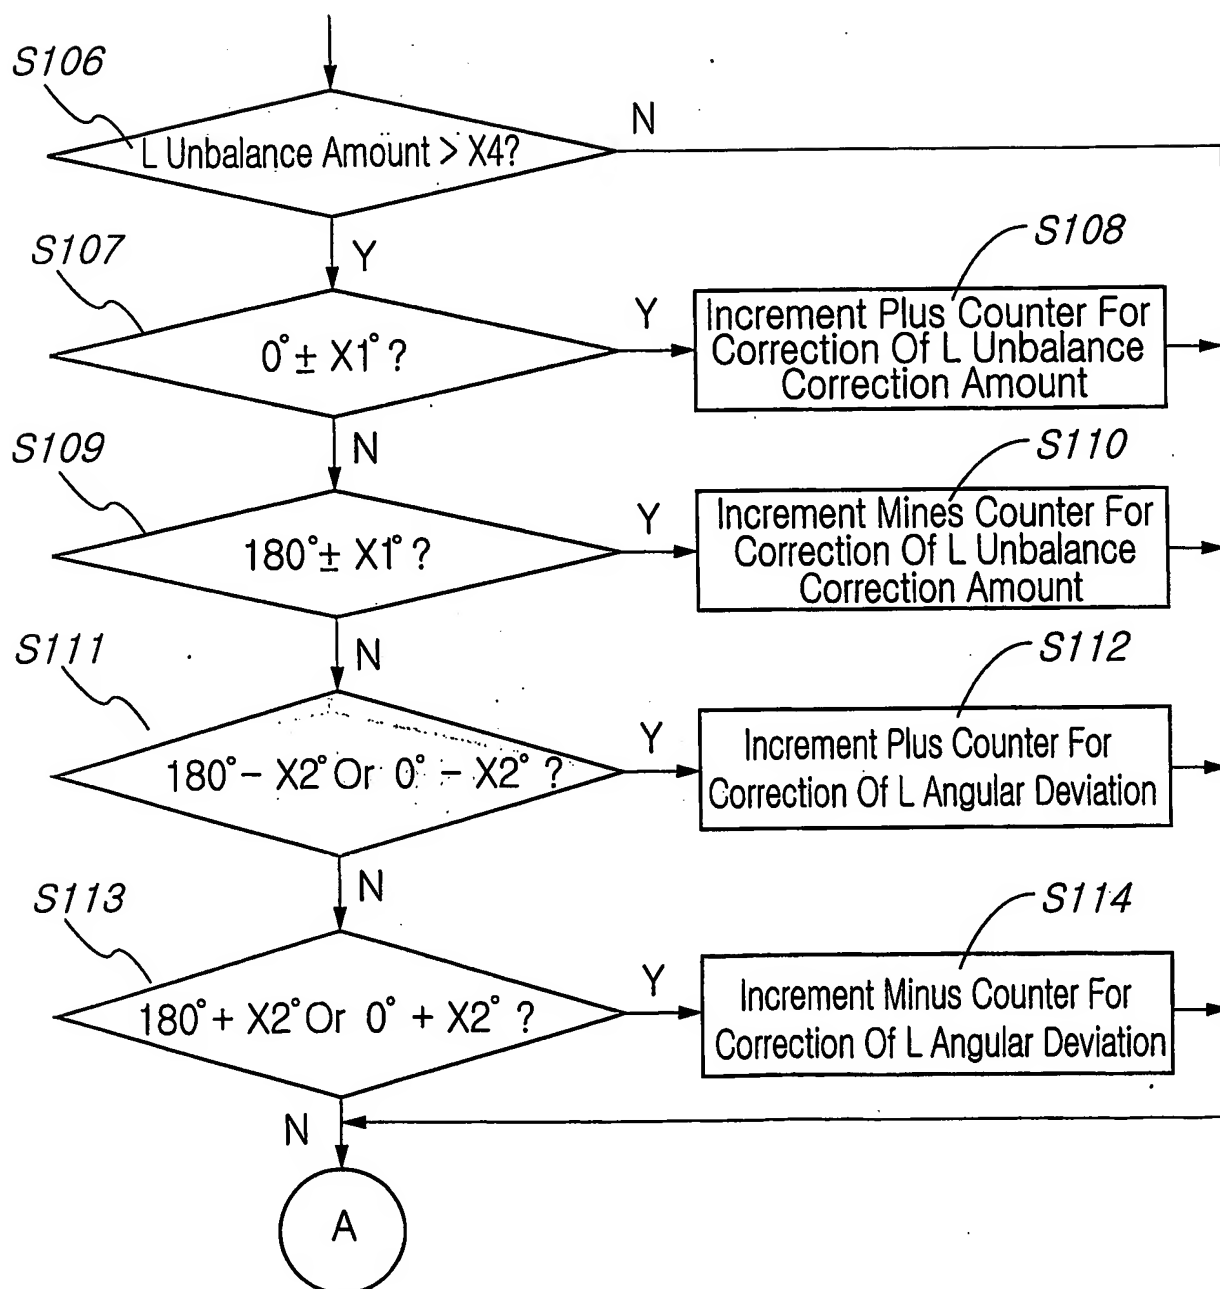 S106
L Unbalance Amount > X4?
N
Y
S107
0° ± X1° ?
Y
S108
Increment Plus Counter For
Correction Of L Unbalance
Correction Amount
N
S109
180° ± X1° ?
Y
S110
Increment Mines Counter For
Correction Of L Unbalance
Correction Amount
N
S111
180° – X2° Or 0° – X2° ?
Y
S112
Increment Plus Counter For
Correction Of L Angular Deviation
N
S113
180° + X2° Or 0° + X2° ?
Y
S114
Increment Minus Counter For
Correction Of L Angular Deviation
N
A